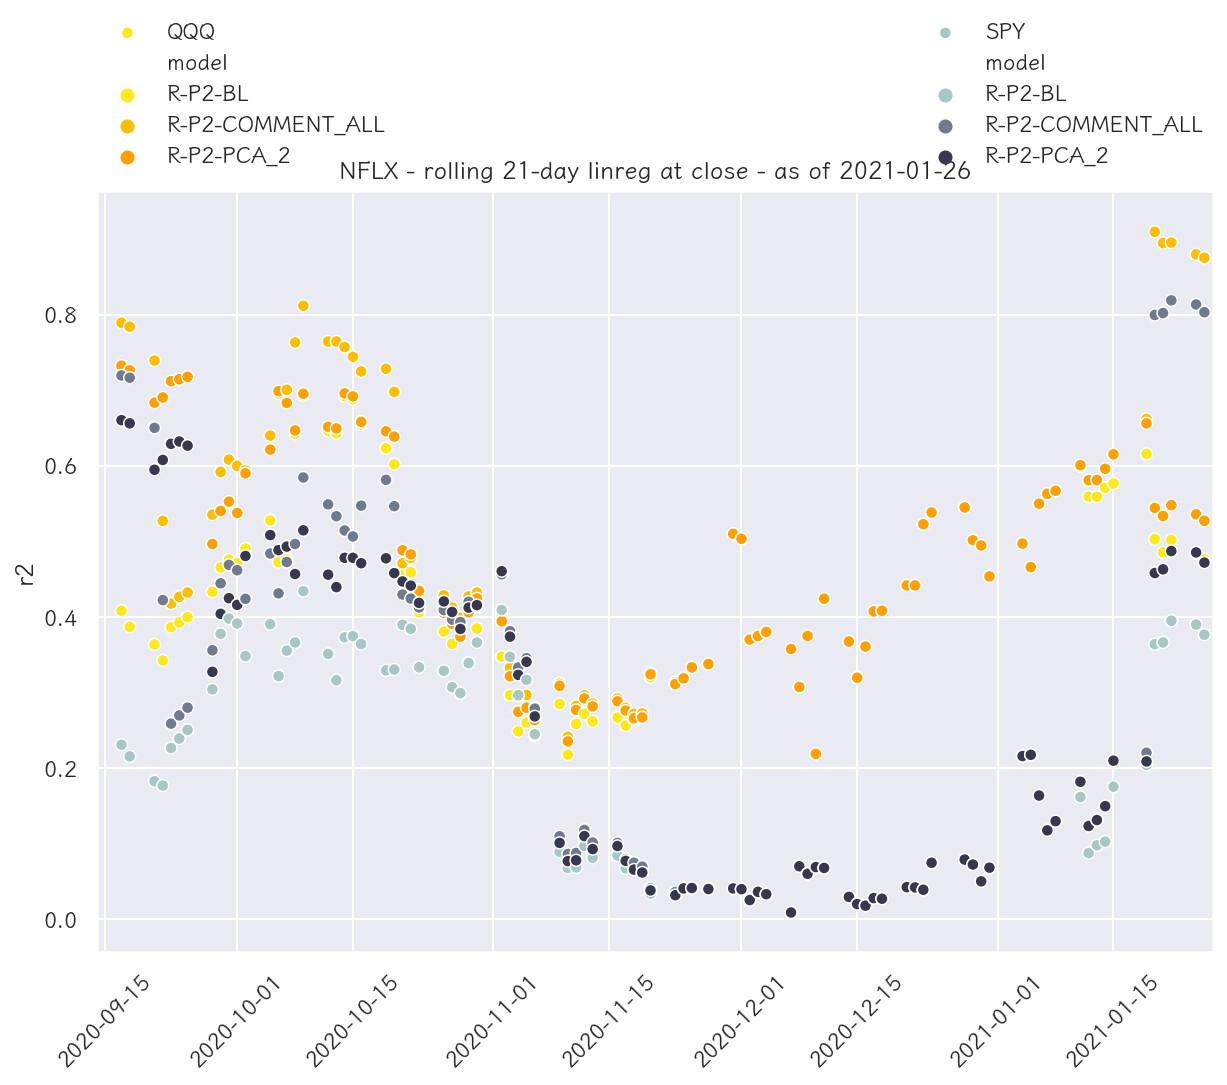 QQQ
model
R-P2-BL
R-P2-COMMENT_ALL
R-P2-PCA_2
SPY
model
R-P2-BL
R-P2-COMMENT_ALL
R-P2-PCA_2
NFLX - rolling 21-day linreg at close - as of 2021-01-26
r2
0.8
0.6
0.4
0.2
0.0
2020-09-15
2020-10-01
2020-10-15
2020-11-01
2020-11-15
2020-12-01
2020-12-15
2021-01-01
2021-01-15